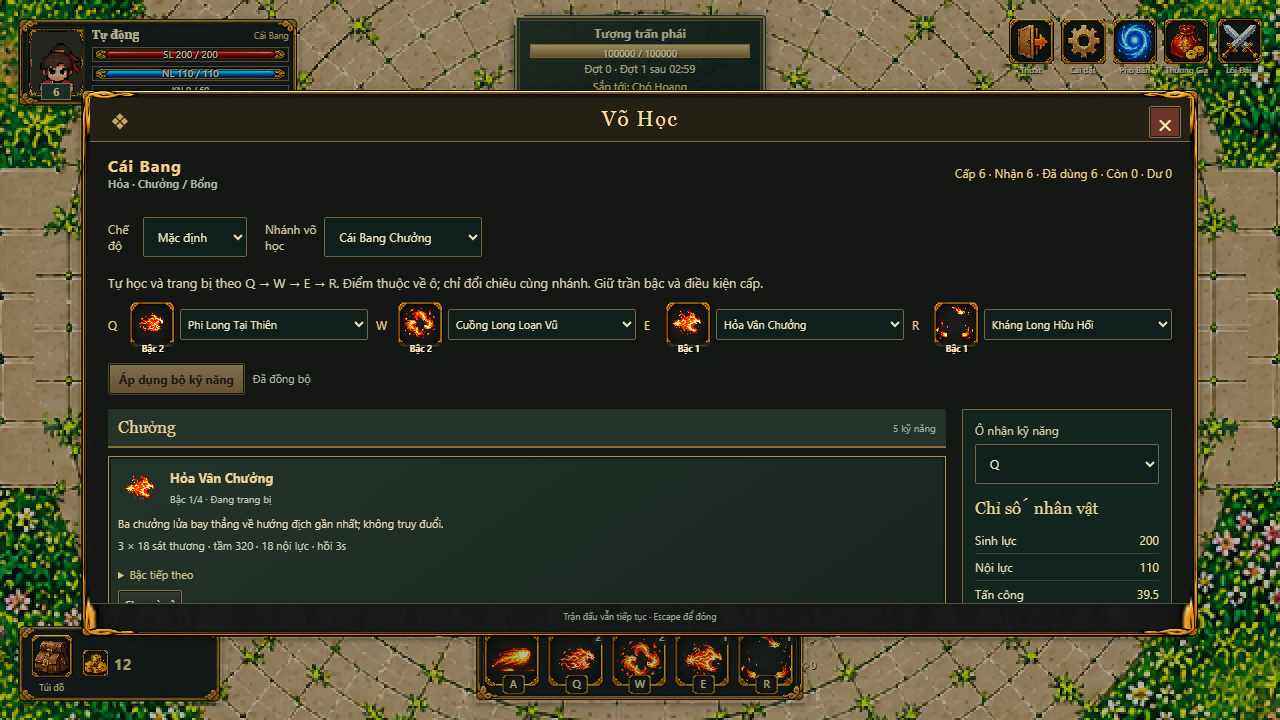 Tự động
Cái Bang
SL 200 / 200
NL 110 / 110
6
Tượng trấn phái
100000 / 100000
Đợt 0 · Đợt 1 sau 02:59
Sắp tới: Chó Hoang
Thoát
Cài đặt
Phó Bản
Thương Gia
Lôi Đài
❖
Võ Học
×
Cái Bang
Hỏa · Chưởng / Bổng
Cấp 6 · Nhận 6 · Đã dùng 6 · Còn 0 · Dư 0
Chế độ
Mặc định
Nhánh võ học
Cái Bang Chưởng
Tự học và trang bị theo Q → W → E → R. Điểm thuộc về ô; chỉ đổi chiêu cùng nhánh. Giữ trần bậc và điều kiện cấp.
Q
Bậc 2
Phi Long Tại Thiên
W
Bậc 2
Cuồng Long Loạn Vũ
E
Bậc 1
Hỏa Vân Chưởng
R
Bậc 1
Kháng Long Hữu Hối
Áp dụng bộ kỹ năng
Đã đồng bộ
Chưởng
5 kỹ năng
Hỏa Vân Chưởng
Bậc 1/4 · Đang trang bị
Ba chưởng lửa bay thẳng về hướng địch gần nhất; không truy đuổi.
3 × 18 sát thương · tầm 320 · 18 nội lực · hồi 3s
▶ Bậc tiếp theo
Ô nhận kỹ năng
Q
Chỉ số nhân vật
Sinh lực 200
Nội lực 110
Tấn công 39.5
Trận đấu vẫn tiếp tục · Escape để đóng
Túi đồ
12
A
Q
W
E
R